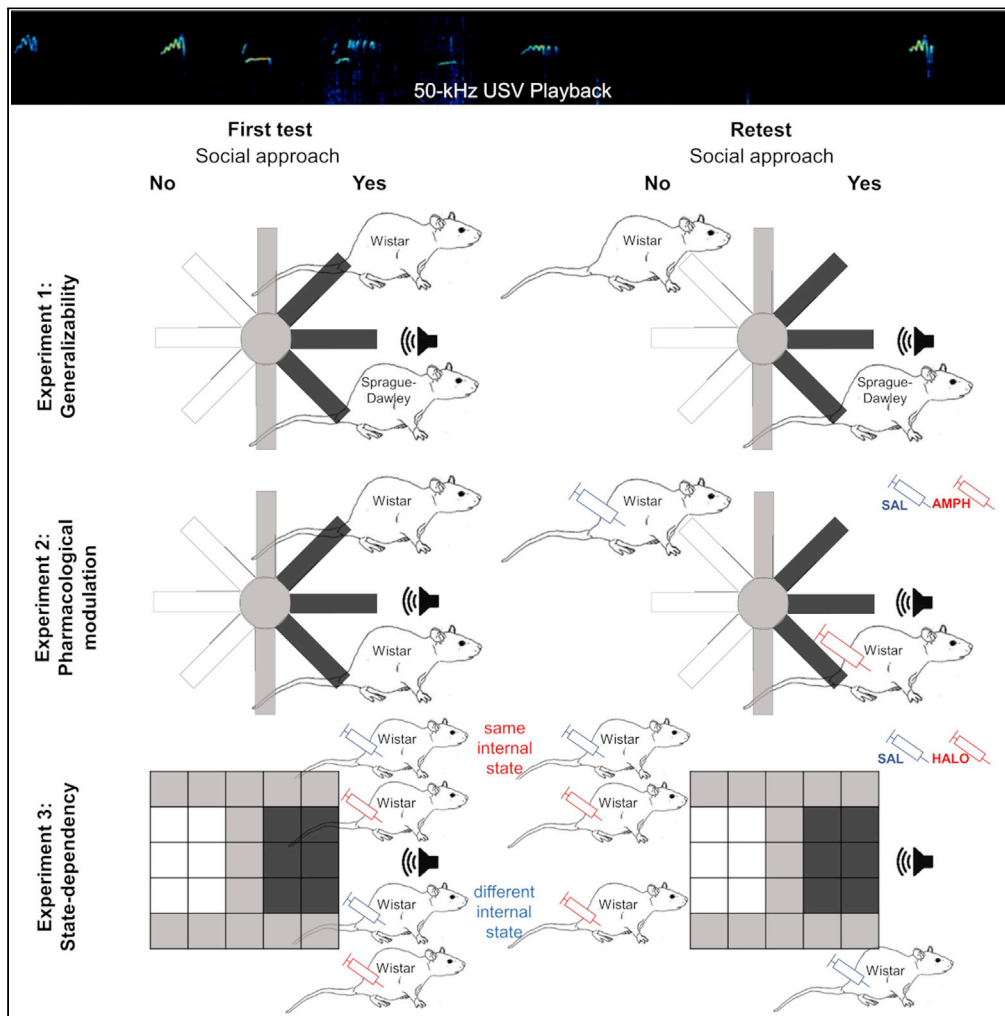 50-kHz USV Playback
First test
Social approach
No
Yes
Retest
Social approach
No
Yes
Experiment 1:
Generalizability
Wistar
Sprague-
Dawley
Wistar
Sprague-
Dawley
Experiment 2:
Pharmacological
modulation
Wistar
Wistar
Wistar
SAL
AMPH
Wistar
Experiment 3:
State-dependency
Wistar
Wistar
Wistar
Wistar
same
internal
state
different
internal
state
Wistar
Wistar
Wistar
SAL
HALO
Wistar